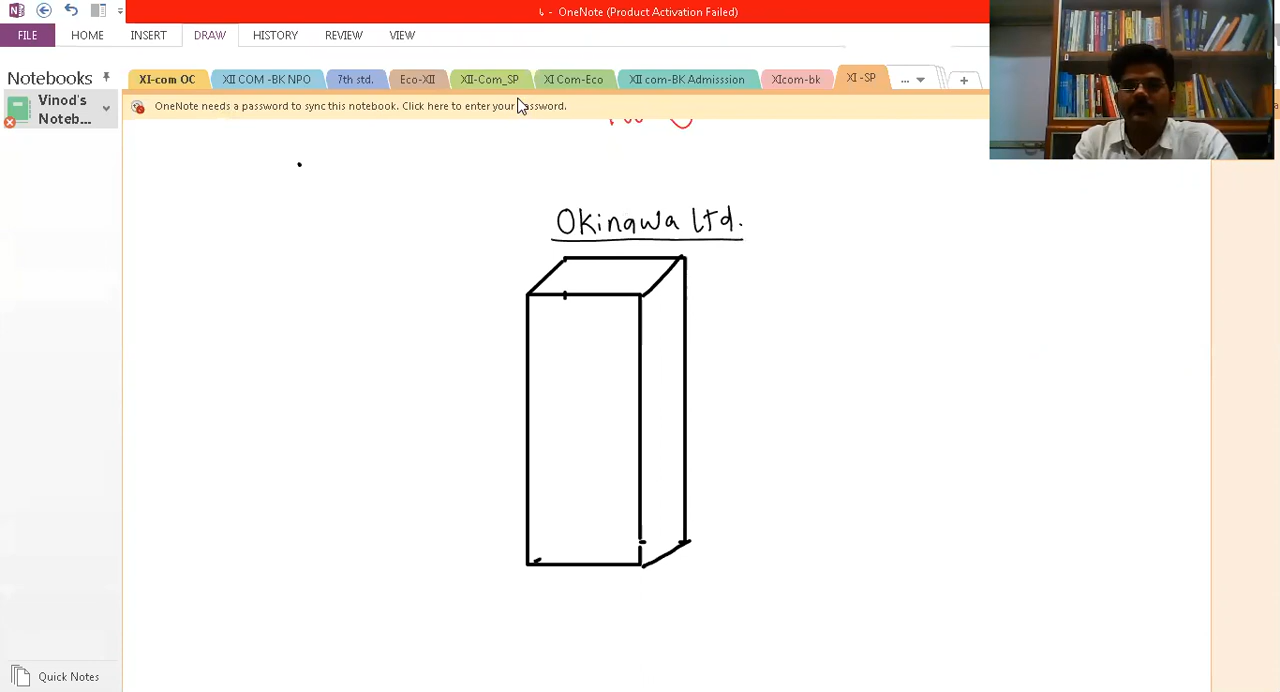 ↳ - OneNote (Product Activation Failed)
FILE HOME INSERT DRAW HISTORY REVIEW VIEW
Notebooks
XI-com OC XII COM -BK NPO 7th std. Eco-XII XII-Com_SP XI Com-Eco XII com-BK Admisssion XIcom-bk XI -SP ... +
Vinod's
Noteb...
OneNote needs a password to sync this notebook. Click here to enter your password.
Okinawa Ltd.
Quick Notes